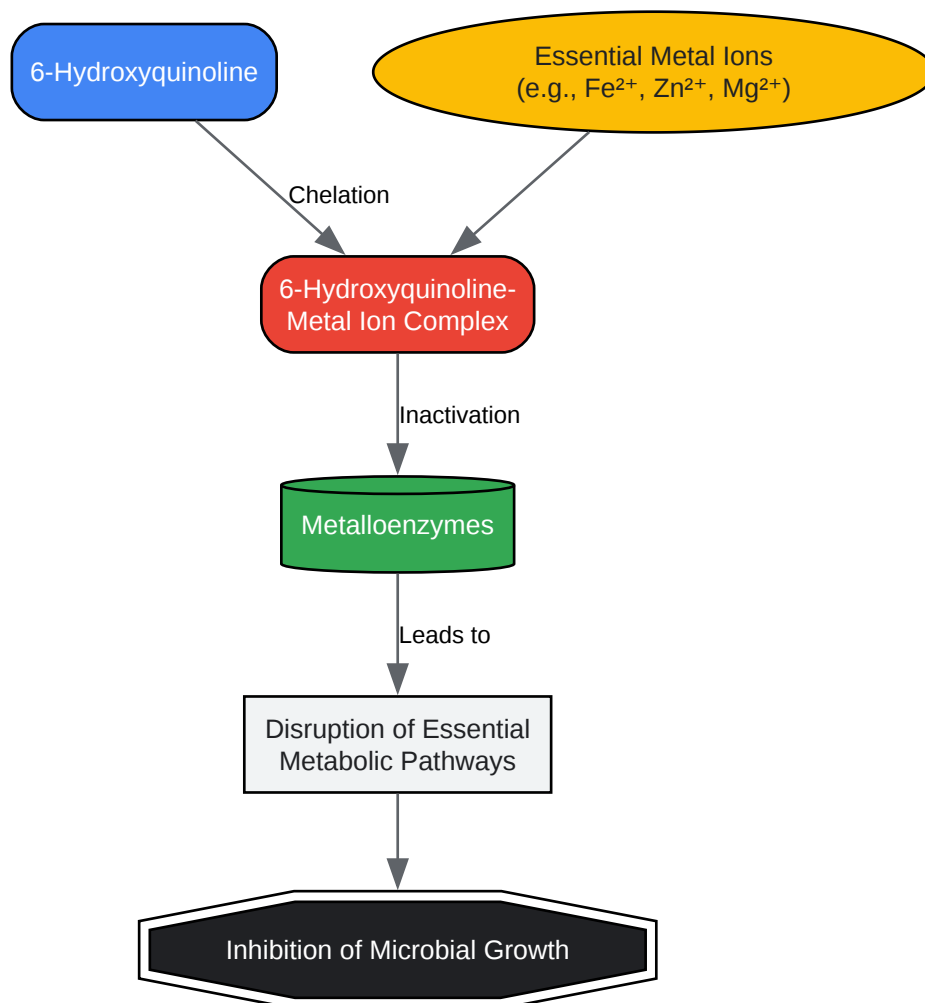 6-Hydroxyquinoline
Essential Metal Ions
(e.g., Fe²⁺, Zn²⁺, Mg²⁺)
Chelation
6-Hydroxyquinoline-
Metal Ion Complex
Inactivation
Metalloenzymes
Leads to
Disruption of Essential
Metabolic Pathways
Inhibition of Microbial Growth